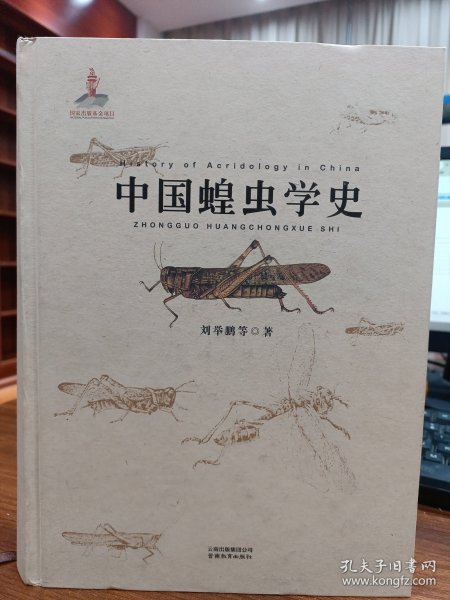 国家出版基金项目
History of Acridology in China
中国蝗虫学史
ZHONGGUO HUANGCHONGXUE SHI
刘举鹏等◎著
云南出版集团公司
云南教育出版社
孔夫子旧书网
www.kongfz.com